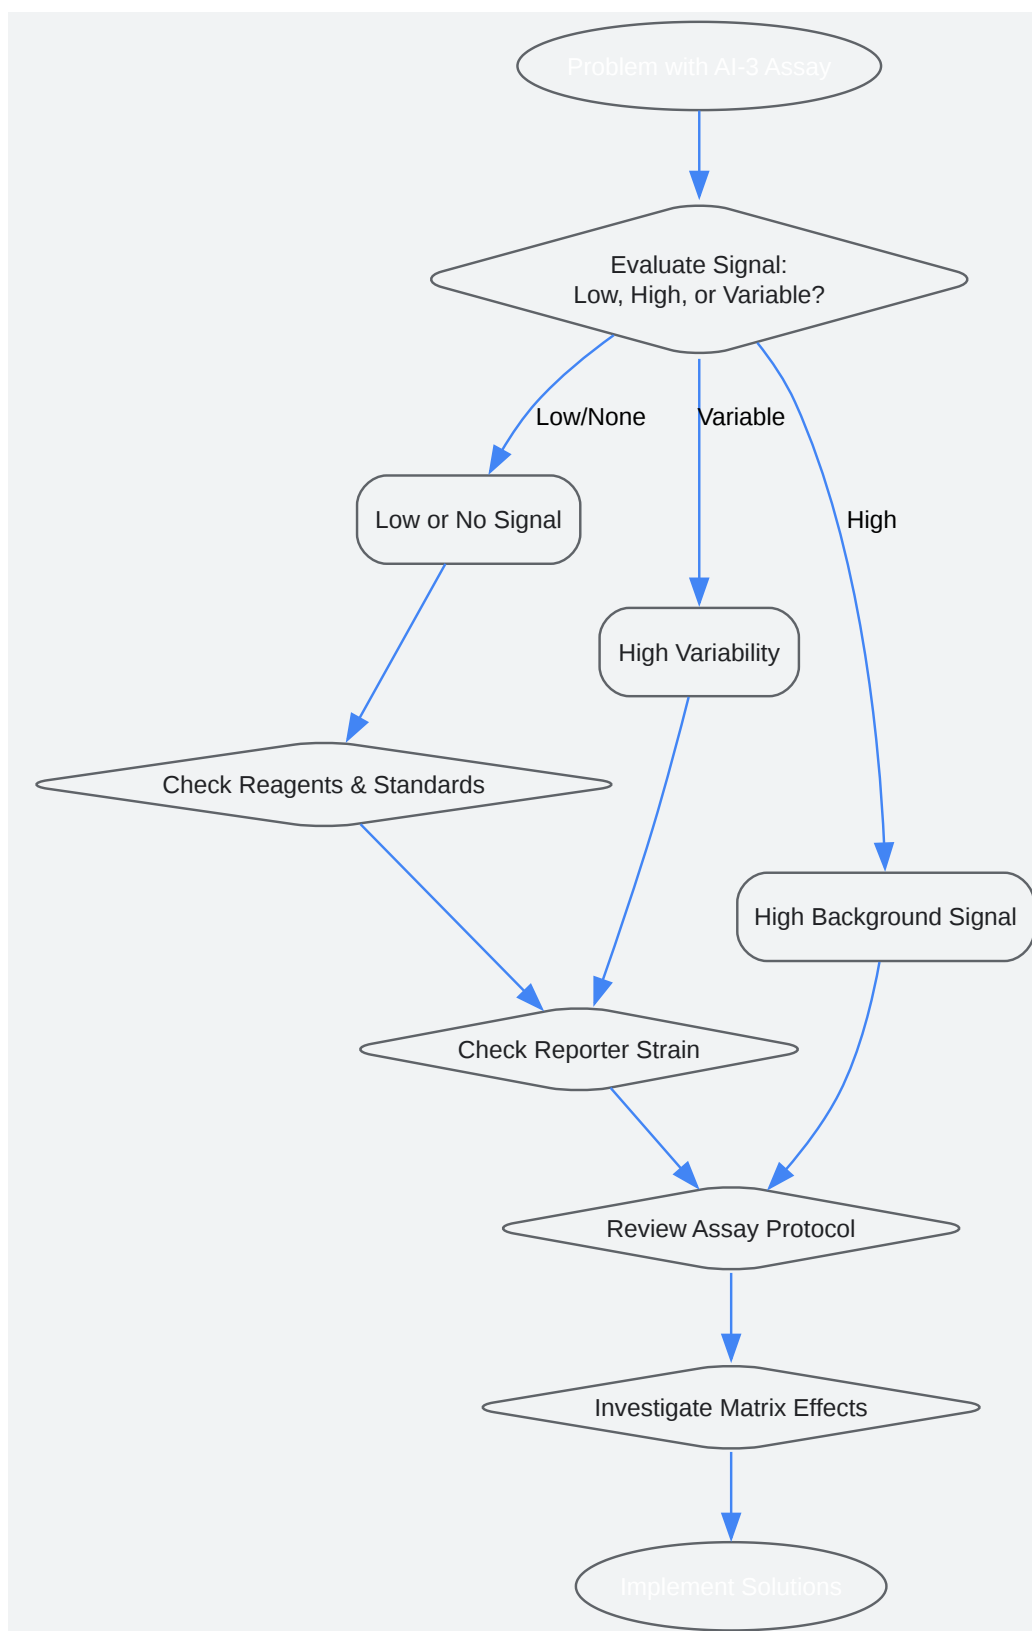 Problem with AI-3 Assay
Evaluate Signal:
Low, High, or Variable?
Low/None
Variable
High
Low or No Signal
High Variability
Check Reagents & Standards
High Background Signal
Check Reporter Strain
Review Assay Protocol
Investigate Matrix Effects
Implement Solutions